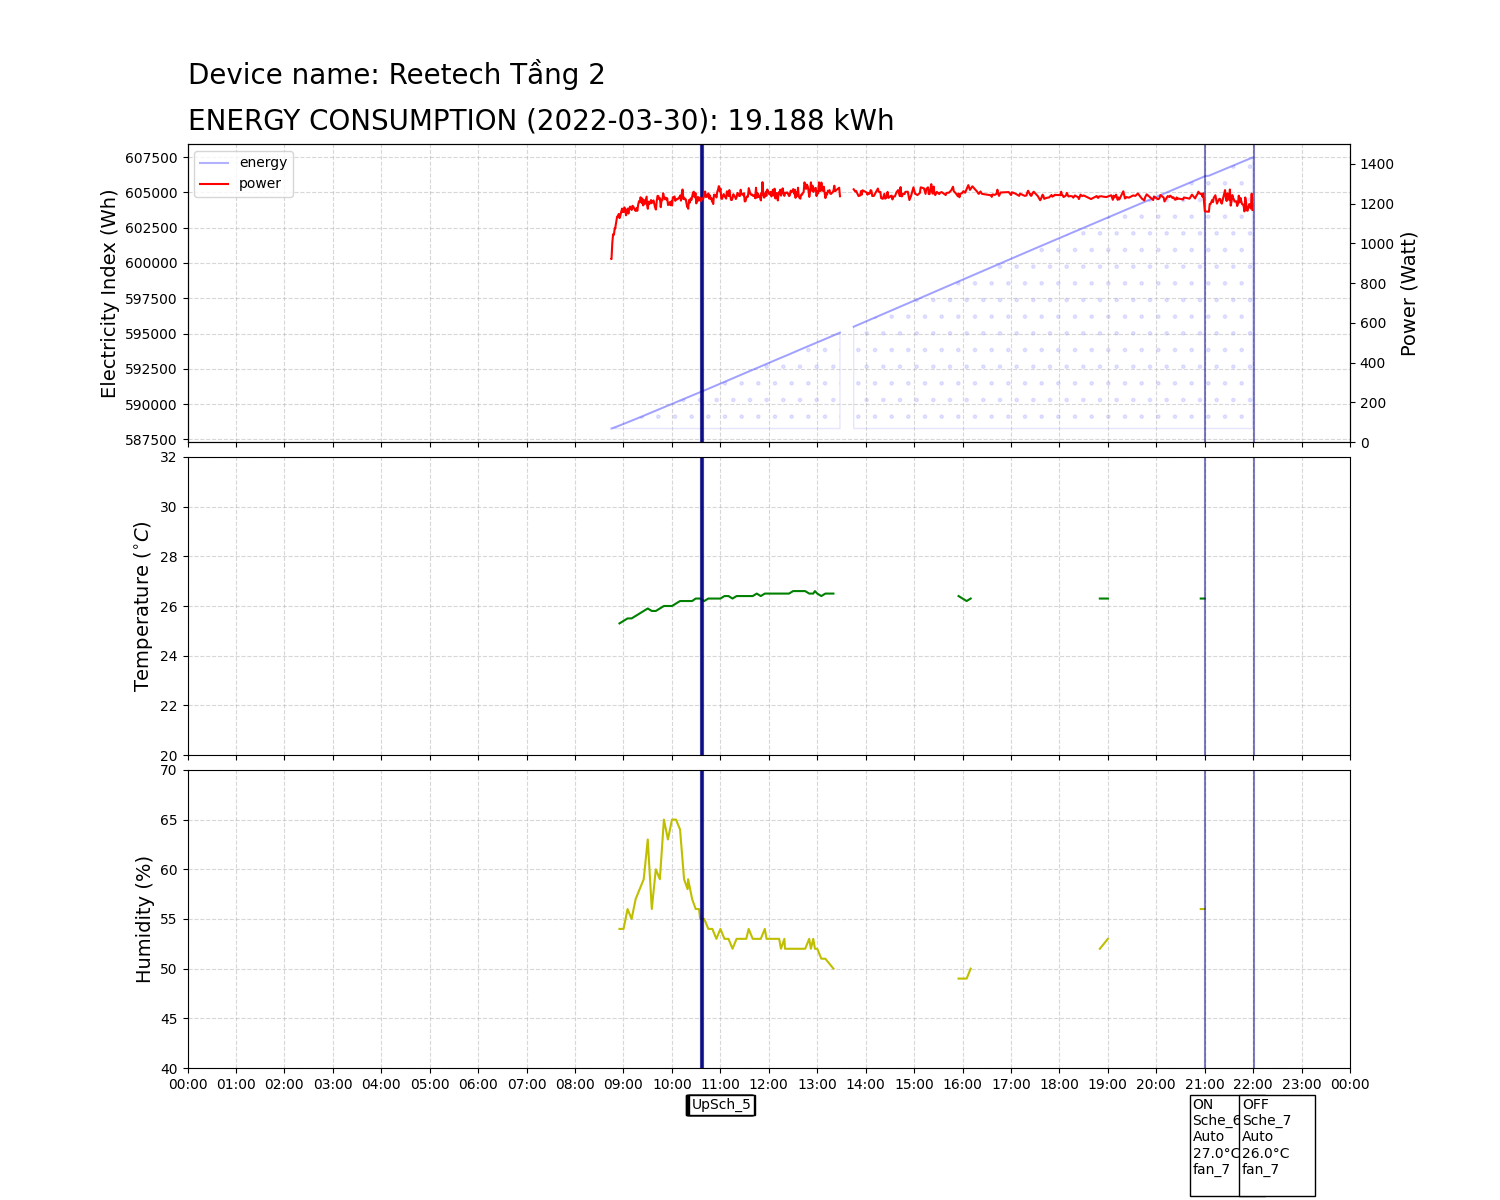 Device name: Reetech Tầng 2
ENERGY CONSUMPTION (2022-03-30): 19.188 kWh
energy
power
Electricity Index (Wh)
607500
605000
602500
600000
597500
595000
592500
590000
587500
1400
1200
1000
800
600
400
200
0
Power (Watt)
Temperature (°C)
32
30
28
26
24
22
20
Humidity (%)
70
65
60
55
50
45
40
00:00 01:00 02:00 03:00 04:00 05:00 06:00 07:00 08:00 09:00 10:00 11:00 12:00 13:00 14:00 15:00 16:00 17:00 18:00 19:00 20:00 21:00 22:00 23:00 00:00
UpSch_5
ON
Sche_6
Auto
27.0°C
fan_7
OFF
Sche_7
Auto
26.0°C
fan_7